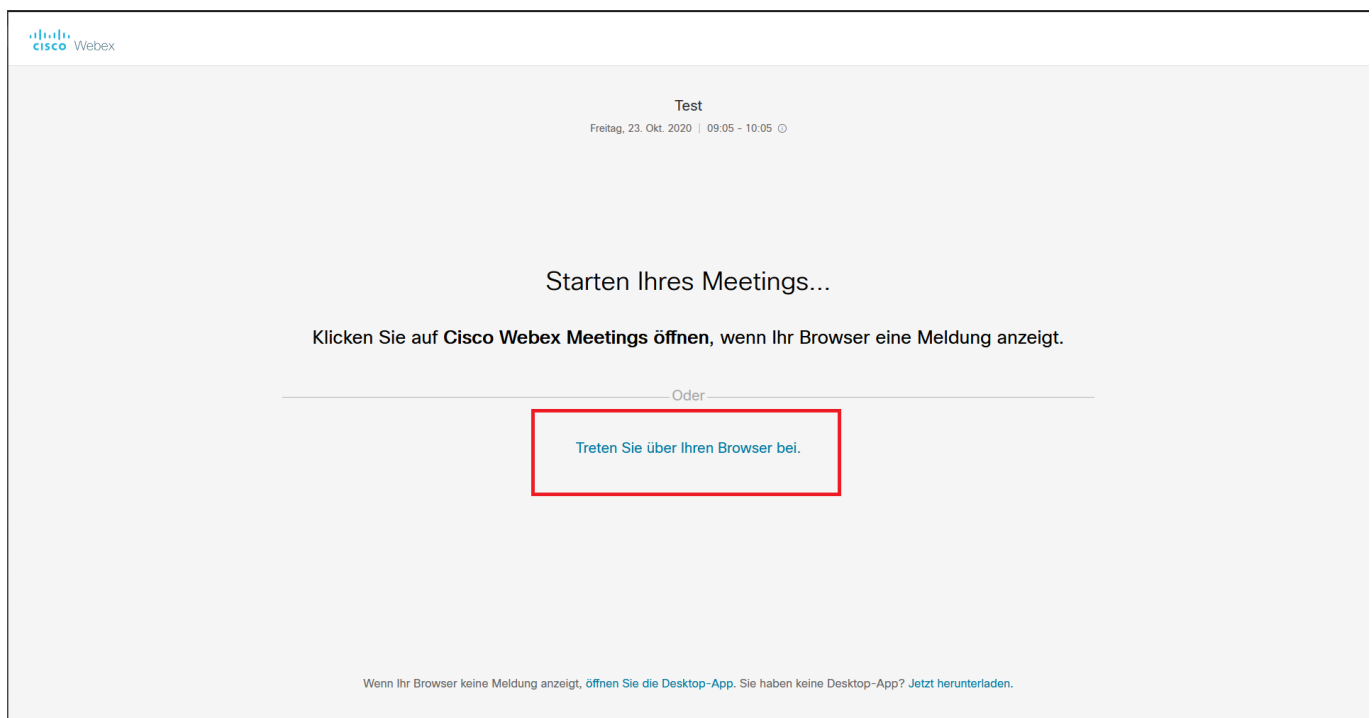 cisco Webex
Test
Freitag, 23. Okt. 2020 | 09:05 - 10:05
Starten Ihres Meetings...
Klicken Sie auf Cisco Webex Meetings öffnen, wenn Ihr Browser eine Meldung anzeigt.
Oder
Treten Sie über Ihren Browser bei.
Wenn Ihr Browser keine Meldung anzeigt, öffnen Sie die Desktop-App. Sie haben keine Desktop-App? Jetzt herunterladen.